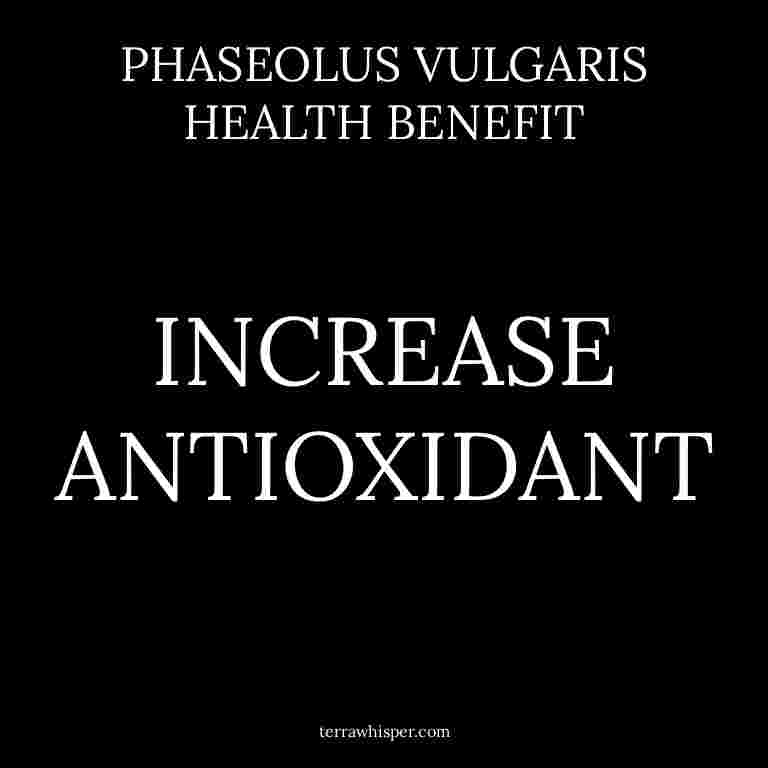 PHASEOLUS VULGARIS
HEALTH BENEFIT
INCREASE
ANTIOXIDANT
terrawhisper.com